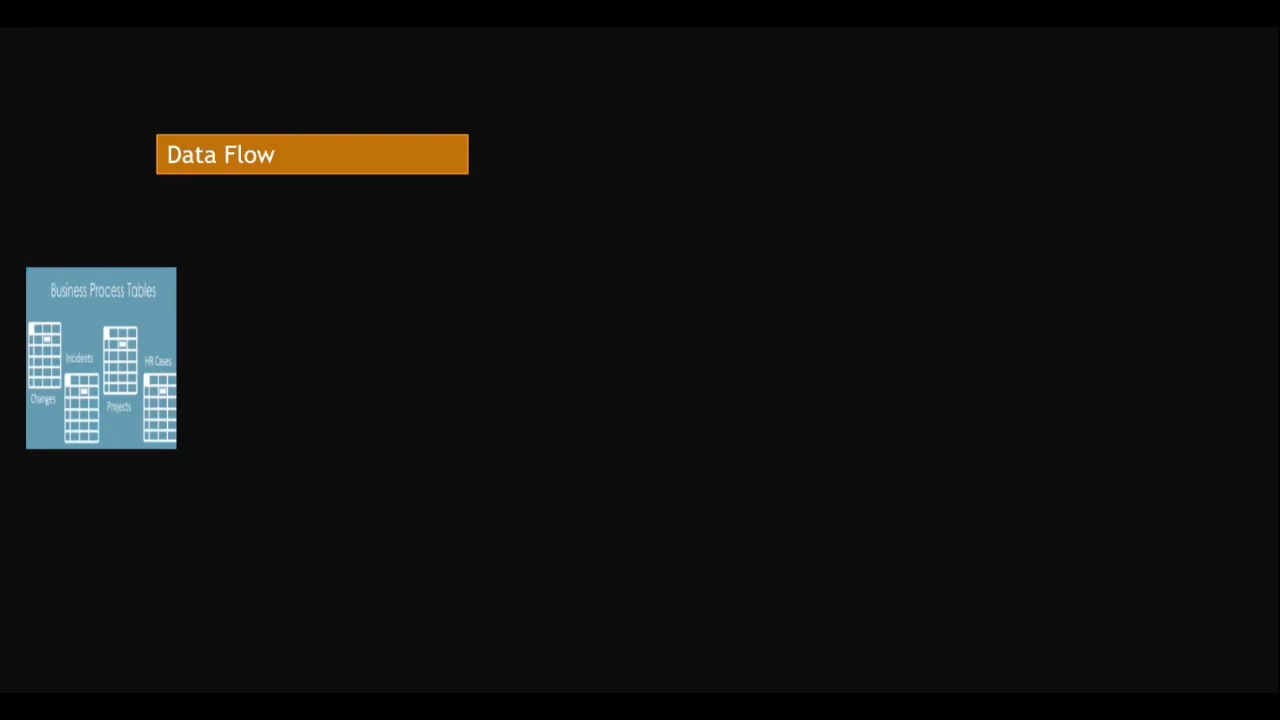 Data Flow
Business Process Tables
Incidents
HR Cases
Changes
Projects